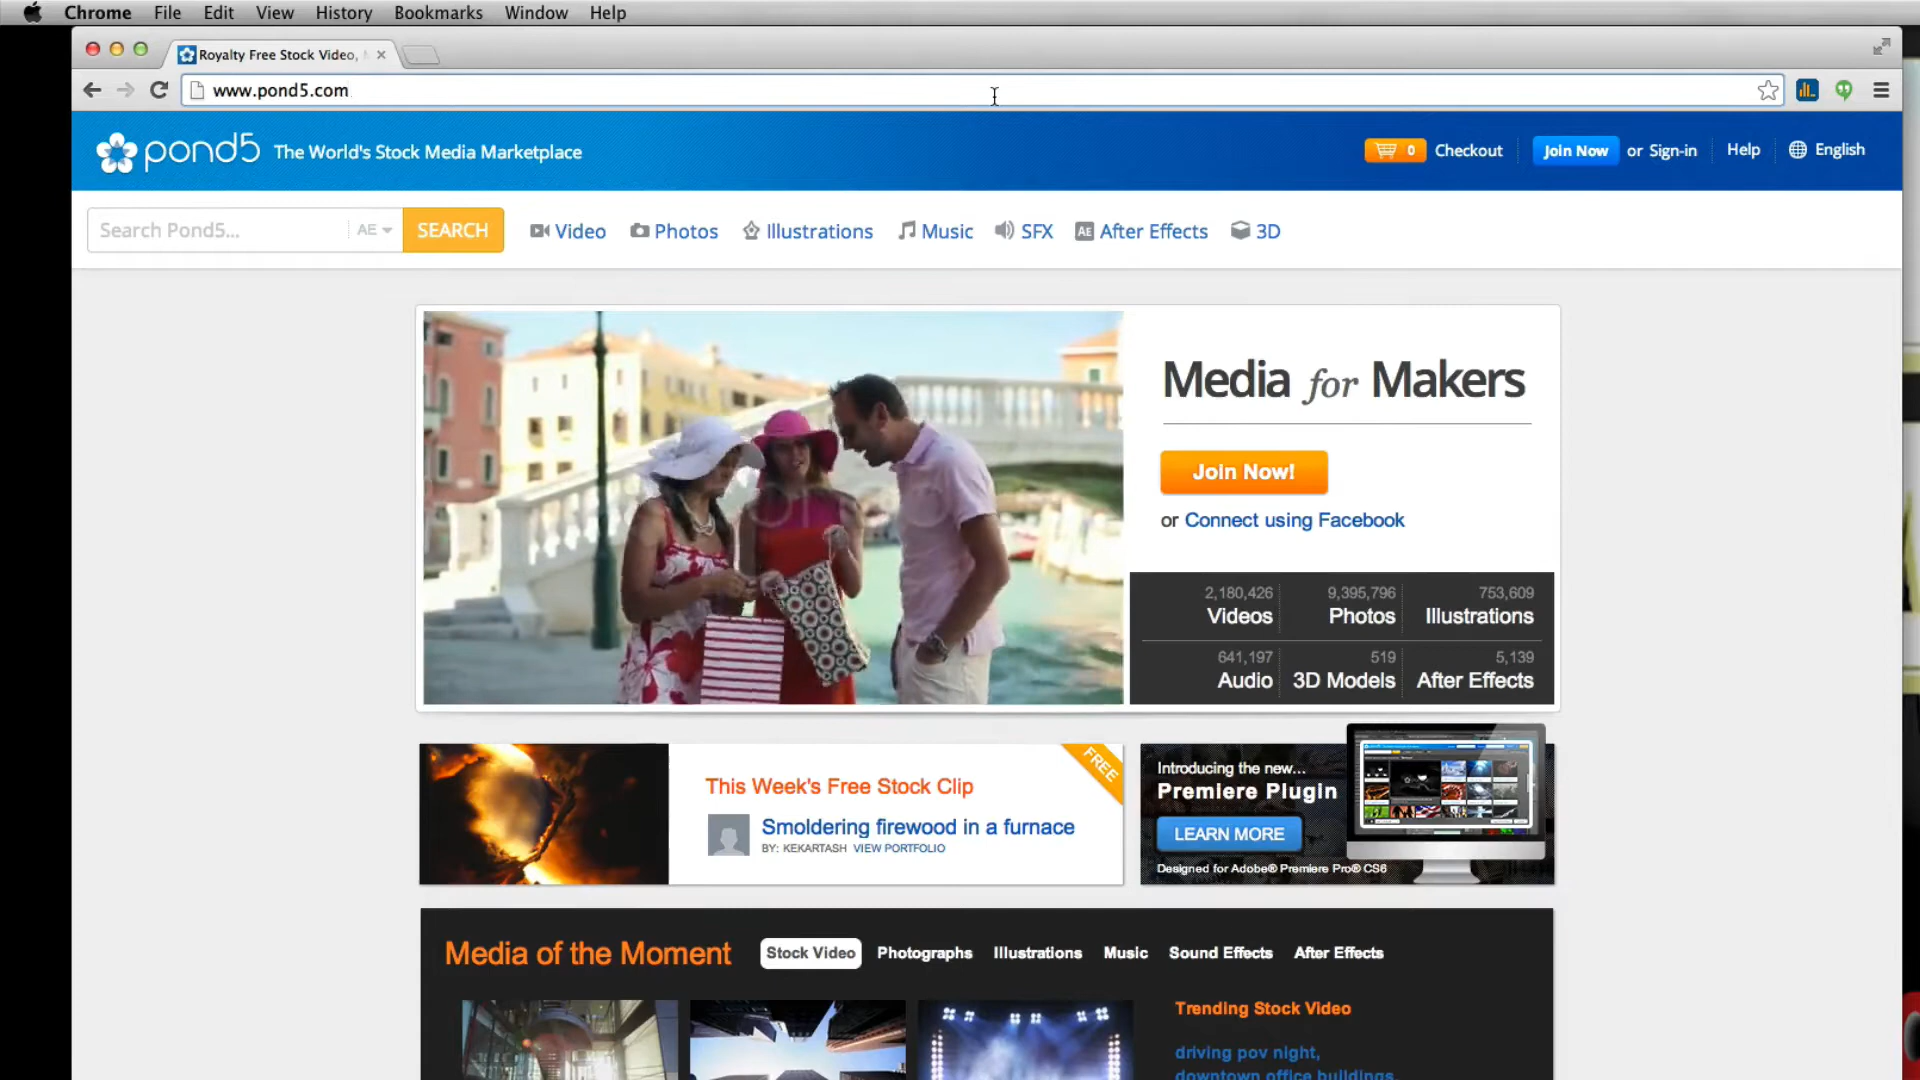 Chrome File Edit View History Bookmarks Window Help
Royalty Free Stock Video,
www.pond5.com
pond5 The World's Stock Media Marketplace
0 Checkout Join Now or Sign-in Help English
Search Pond5... AE SEARCH Video Photos Illustrations Music SFX AE After Effects 3D
Media for Makers
Join Now!
or Connect using Facebook
2,180,426 9,395,796 753,609
Videos Photos Illustrations
641,197 519 5,139
Audio 3D Models After Effects
This Week's Free Stock Clip
FREE
Smoldering firewood in a furnace
BY: KEKARTASH VIEW PORTFOLIO
Introducing the new...
Premiere Plugin
LEARN MORE
Designed for Adobe® Premiere Pro® CS6
Media of the Moment Stock Video Photographs Illustrations Music Sound Effects After Effects
Trending Stock Video
driving pov night,
downtown office buildings,